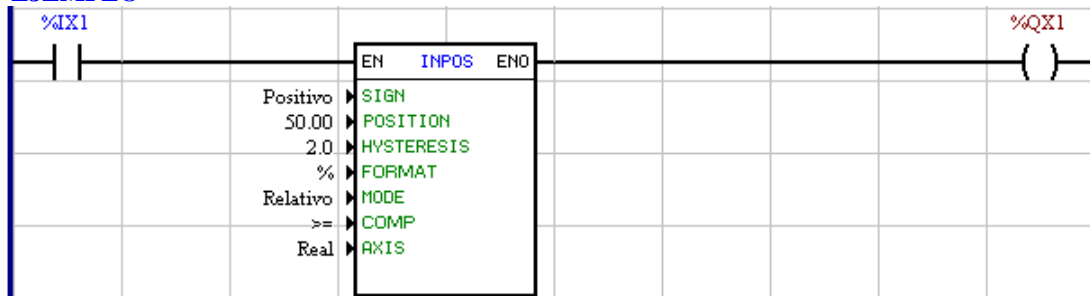 %IX1 %QX1
EN INPOS ENO
Positivo SIGN
50.00 POSITION
2.0 HYSTERESIS
% FORMAT
Relativo MODE
>= COMP
Real AXIS